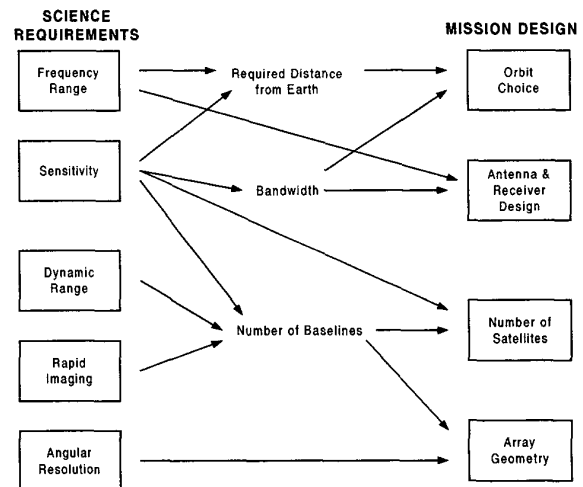 SCIENCE
REQUIREMENTS
MISSION DESIGN
Frequency
Range
Required Distance
from Earth
Orbit
Choice
Sensitivity
Bandwidth
Antenna &
Receiver
Design
Dynamic
Range
Number of Baselines
Number of
Satellites
Rapid
Imaging
Angular
Resolution
Array
Geometry